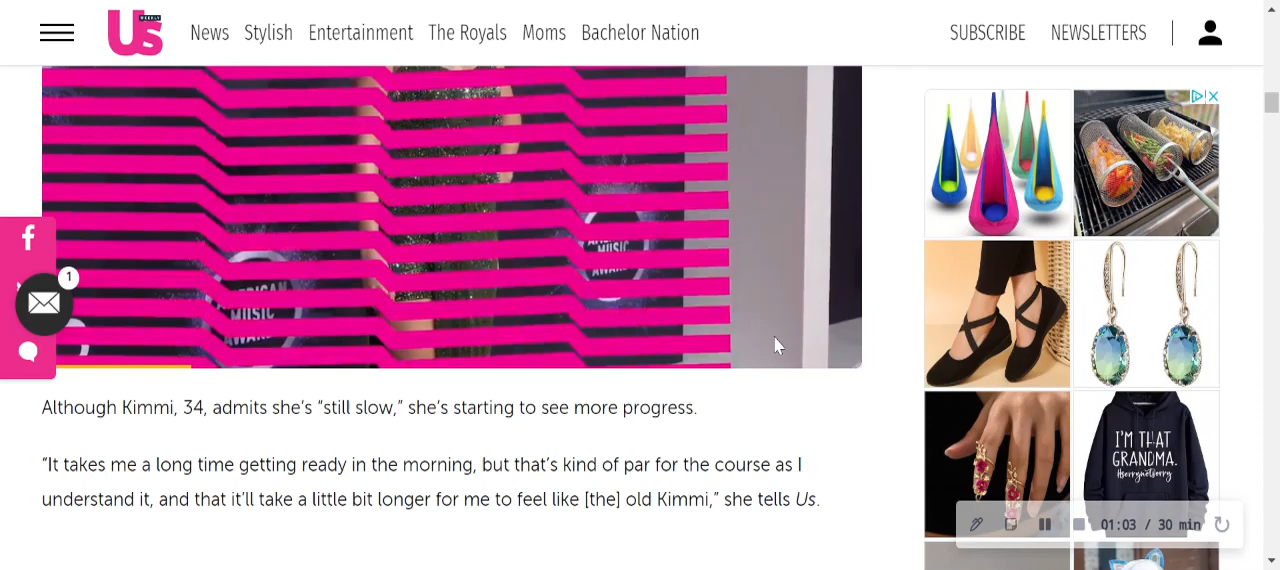 Us
WEEKLY
News Stylish Entertainment The Royals Moms Bachelor Nation
SUBSCRIBE NEWSLETTERS
1
AMERICAN
MUSIC
AWARDS
MUSIC
AWARD
Although Kimmi, 34, admits she’s “still slow,” she’s starting to see more progress.
“It takes me a long time getting ready in the morning, but that’s kind of par for the course as I
understand it, and that it’ll take a little bit longer for me to feel like [the] old Kimmi,” she tells Us.
I'M THAT
GRANDMA.
#sorrynotsorry
01:03 / 30 min